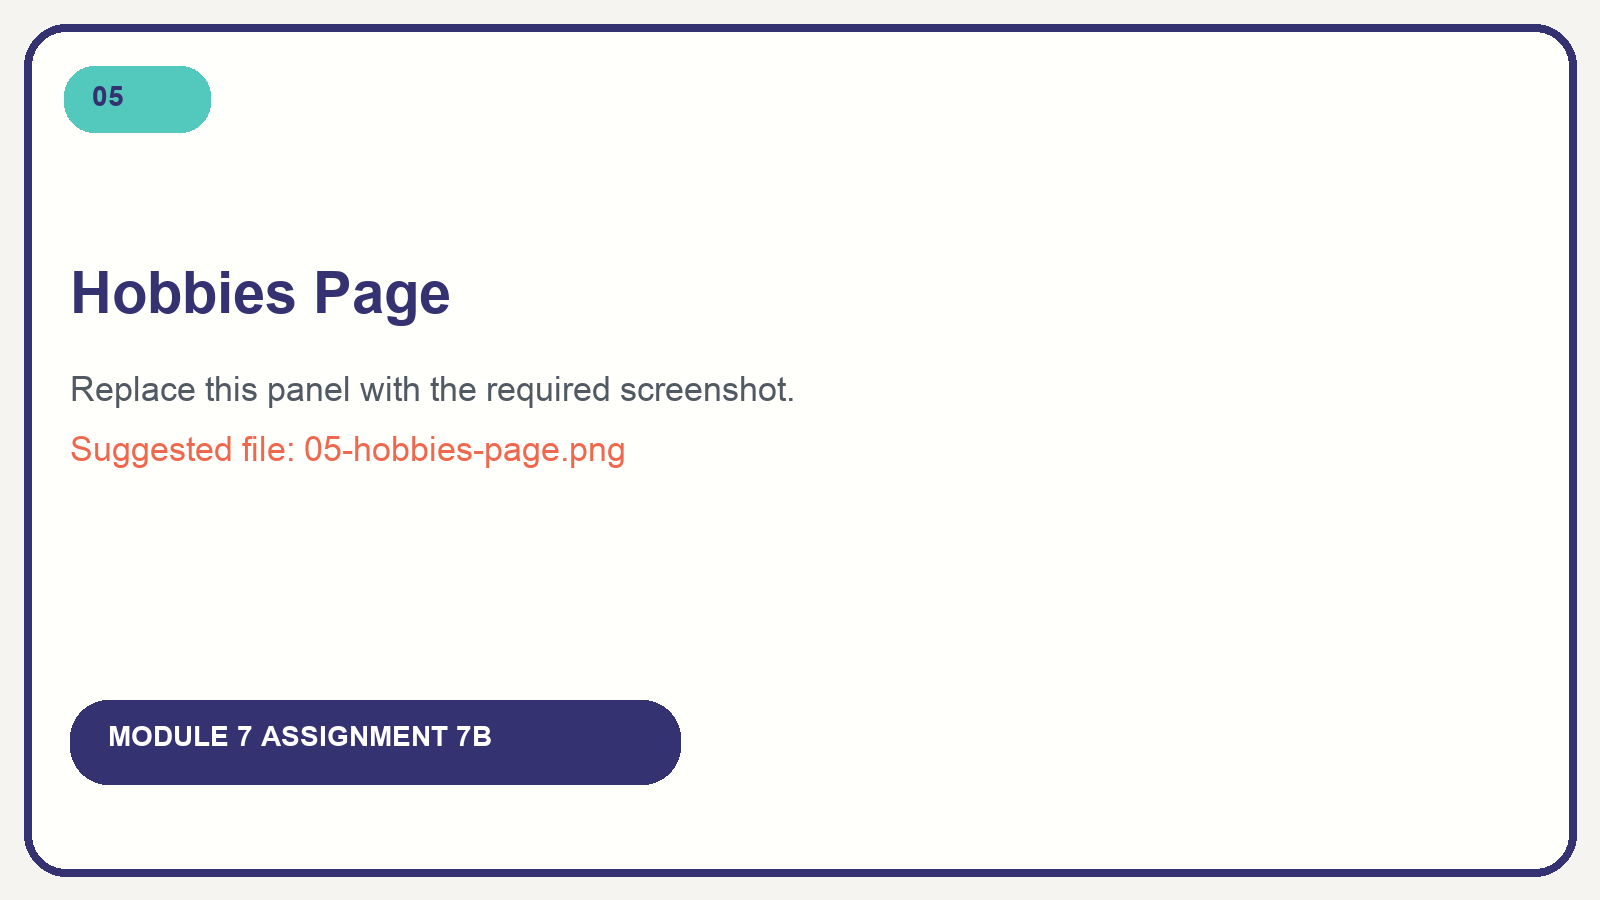 05
Hobbies Page
Replace this panel with the required screenshot.
Suggested file: 05-hobbies-page.png
MODULE 7 ASSIGNMENT 7B